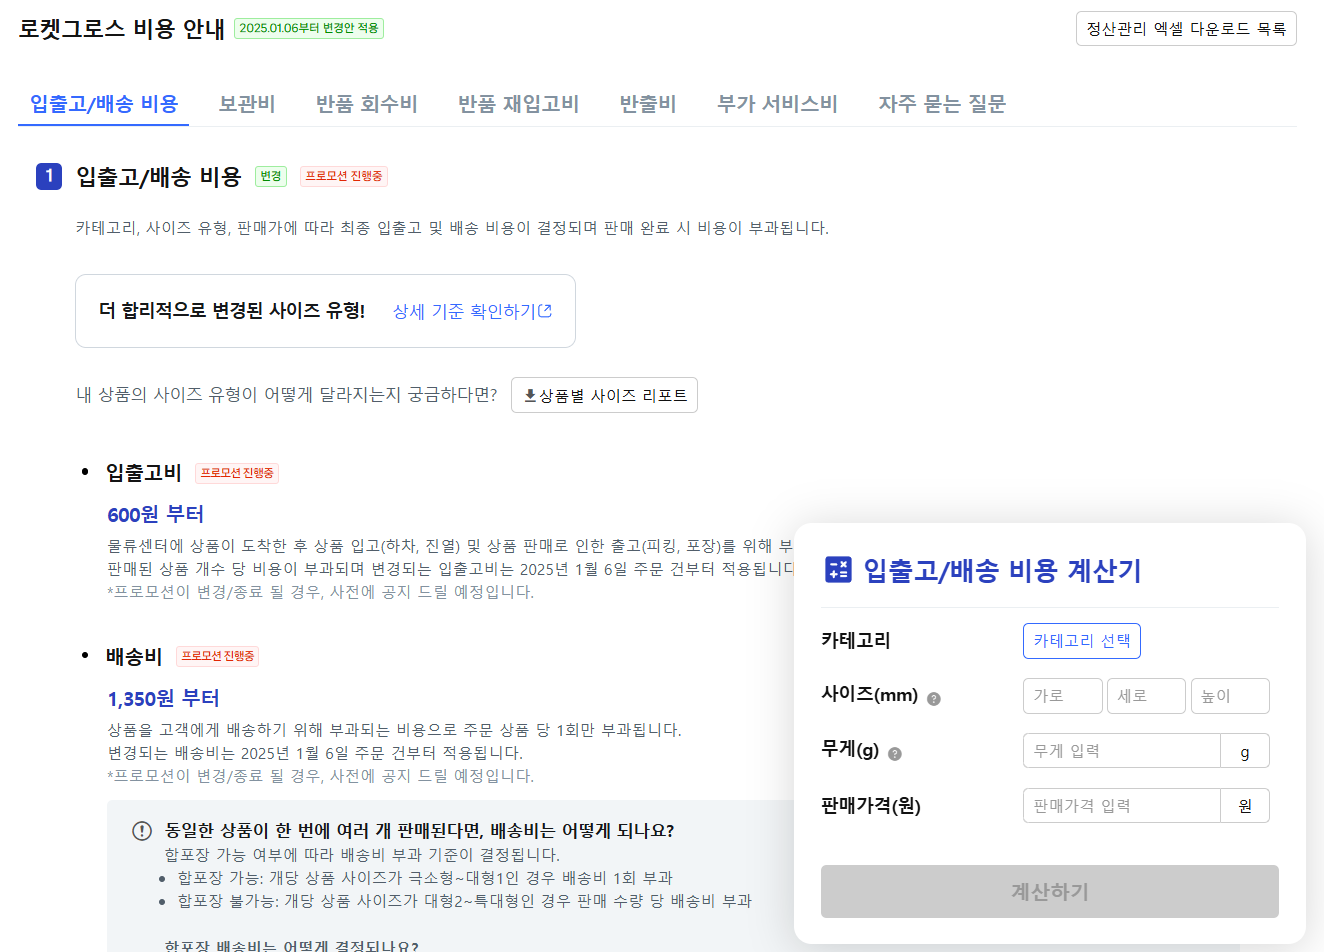 로켓그로스 비용 안내 2025.01.06부터 변경안 적용
정산관리 엑셀 다운로드 목록
입출고/배송 비용 보관비 반품 회수비 반품 재입고비 반출비 부가 서비스비 자주 묻는 질문
1 입출고/배송 비용 변경 프로모션 진행중
카테고리, 사이즈 유형, 판매가에 따라 최종 입출고 및 배송 비용이 결정되며 판매 완료 시 비용이 부과됩니다.
더 합리적으로 변경된 사이즈 유형! 상세 기준 확인하기
내 상품의 사이즈 유형이 어떻게 달라지는지 궁금하다면? 상품별 사이즈 리포트
• 입출고비 프로모션 진행중
600원 부터
물류센터에 상품이 도착한 후 상품 입고(하차, 진열) 및 상품 판매로 인한 출고(피킹, 포장)를 위해 부
판매된 상품 개수 당 비용이 부과되며 변경되는 입출고비는 2025년 1월 6일 주문 건부터 적용됩니다
*프로모션이 변경/종료 될 경우, 사전에 공지 드릴 예정입니다.
• 배송비 프로모션 진행중
1,350원 부터
상품을 고객에게 배송하기 위해 부과되는 비용으로 주문 상품 당 1회만 부과됩니다.
변경되는 배송비는 2025년 1월 6일 주문 건부터 적용됩니다.
*프로모션이 변경/종료 될 경우, 사전에 공지 드릴 예정입니다.
동일한 상품이 한 번에 여러 개 판매된다면, 배송비는 어떻게 되나요?
합포장 가능 여부에 따라 배송비 부과 기준이 결정됩니다.
• 합포장 가능: 개당 상품 사이즈가 극소형~대형1인 경우 배송비 1회 부과
• 합포장 불가능: 개당 상품 사이즈가 대형2~특대형인 경우 판매 수량 당 배송비 부과
합포장 배송비는 어떻게 결정되나요?
입출고/배송 비용 계산기
카테고리 카테고리 선택
사이즈(mm) ? 가로 세로 높이
무게(g) ? 무게 입력 g
판매가격(원) 판매가격 입력 원
계산하기